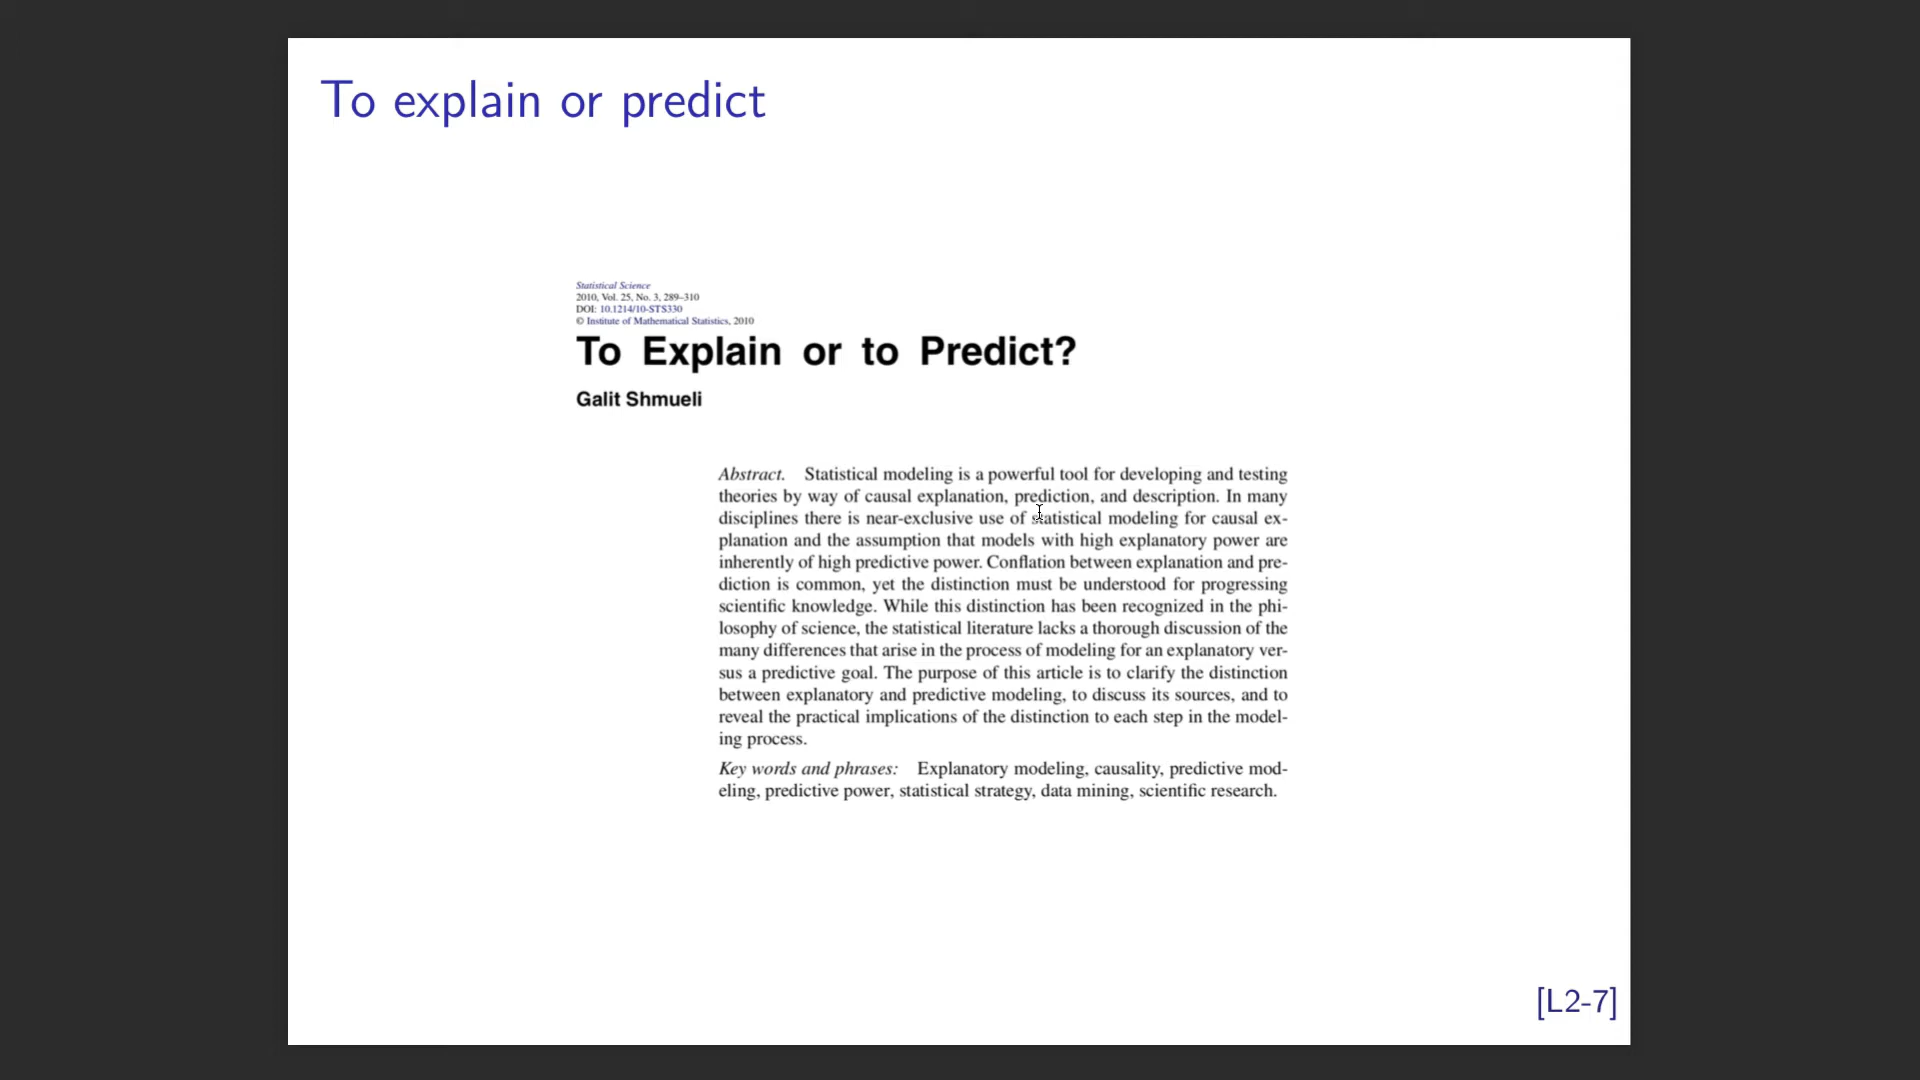 To explain or predict
Statistical Science
2010, Vol. 25, No. 3, 289–310
DOI: 10.1214/10-STS330
© Institute of Mathematical Statistics, 2010
To Explain or to Predict?
Galit Shmueli
Abstract. Statistical modeling is a powerful tool for developing and testing
theories by way of causal explanation, prediction, and description. In many
disciplines there is near-exclusive use of statistical modeling for causal ex-
planation and the assumption that models with high explanatory power are
inherently of high predictive power. Conflation between explanation and pre-
diction is common, yet the distinction must be understood for progressing
scientific knowledge. While this distinction has been recognized in the phi-
losophy of science, the statistical literature lacks a thorough discussion of the
many differences that arise in the process of modeling for an explanatory ver-
sus a predictive goal. The purpose of this article is to clarify the distinction
between explanatory and predictive modeling, to discuss its sources, and to
reveal the practical implications of the distinction to each step in the model-
ing process.
Key words and phrases: Explanatory modeling, causality, predictive mod-
eling, predictive power, statistical strategy, data mining, scientific research.
[L2-7]